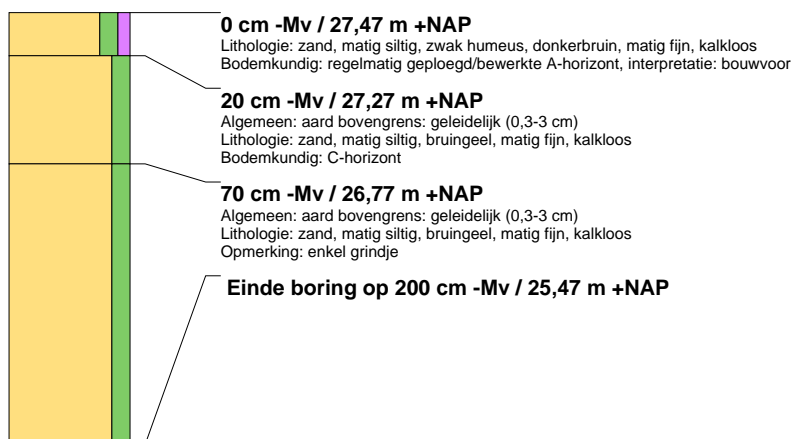 0 cm -Mv / 27,47 m +NAP
Lithologie: zand, matig siltig, zwak humeus, donkerbruin, matig fijn, kalkloos
Bodemkundig: regelmatig geploegd/bewerkte A-horizont, interpretatie: bouwvoor
20 cm -Mv / 27,27 m +NAP
Algemeen: aard bovengrens: geleidelijk (0,3-3 cm)
Lithologie: zand, matig siltig, bruingeel, matig fijn, kalkloos
Bodemkundig: C-horizont
70 cm -Mv / 26,77 m +NAP
Algemeen: aard bovengrens: geleidelijk (0,3-3 cm)
Lithologie: zand, matig siltig, bruingeel, matig fijn, kalkloos
Opmerking: enkel grindje
Einde boring op 200 cm -Mv / 25,47 m +NAP